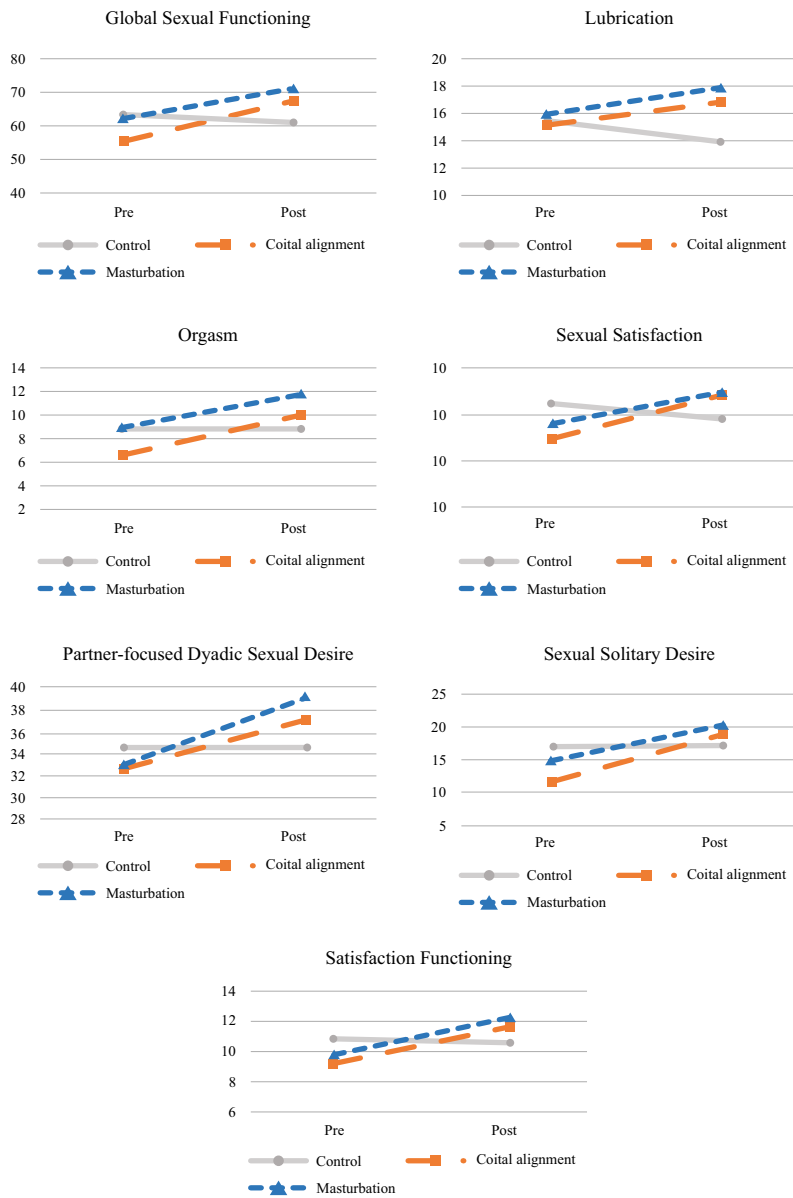 Global Sexual Functioning
80
70
60
50
40
Pre Post
Control Coital alignment
Masturbation
Lubrication
20
18
16
14
12
10
Pre Post
Control Coital alignment
Masturbation
Orgasm
14
12
10
8
6
4
2
Pre Post
Control Coital alignment
Masturbation
Sexual Satisfaction
10
10
10
10
Pre Post
Control Coital alignment
Masturbation
Partner-focused Dyadic Sexual Desire
40
38
36
34
32
30
28
Pre Post
Control Coital alignment
Masturbation
Sexual Solitary Desire
25
20
15
10
5
Pre Post
Control Coital alignment
Masturbation
Satisfaction Functioning
14
12
10
8
6
Pre Post
Control Coital alignment
Masturbation